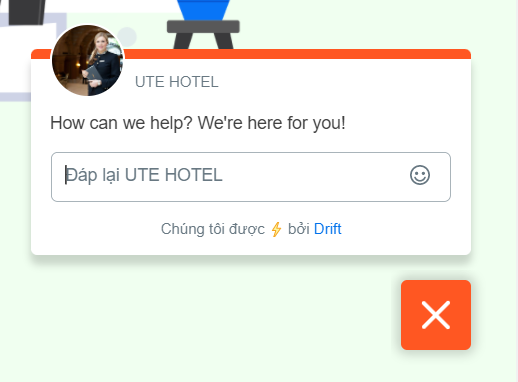 UTE HOTEL
How can we help? We're here for you!
Đáp lại UTE HOTEL
Chúng tôi được ⚡ bởi Drift